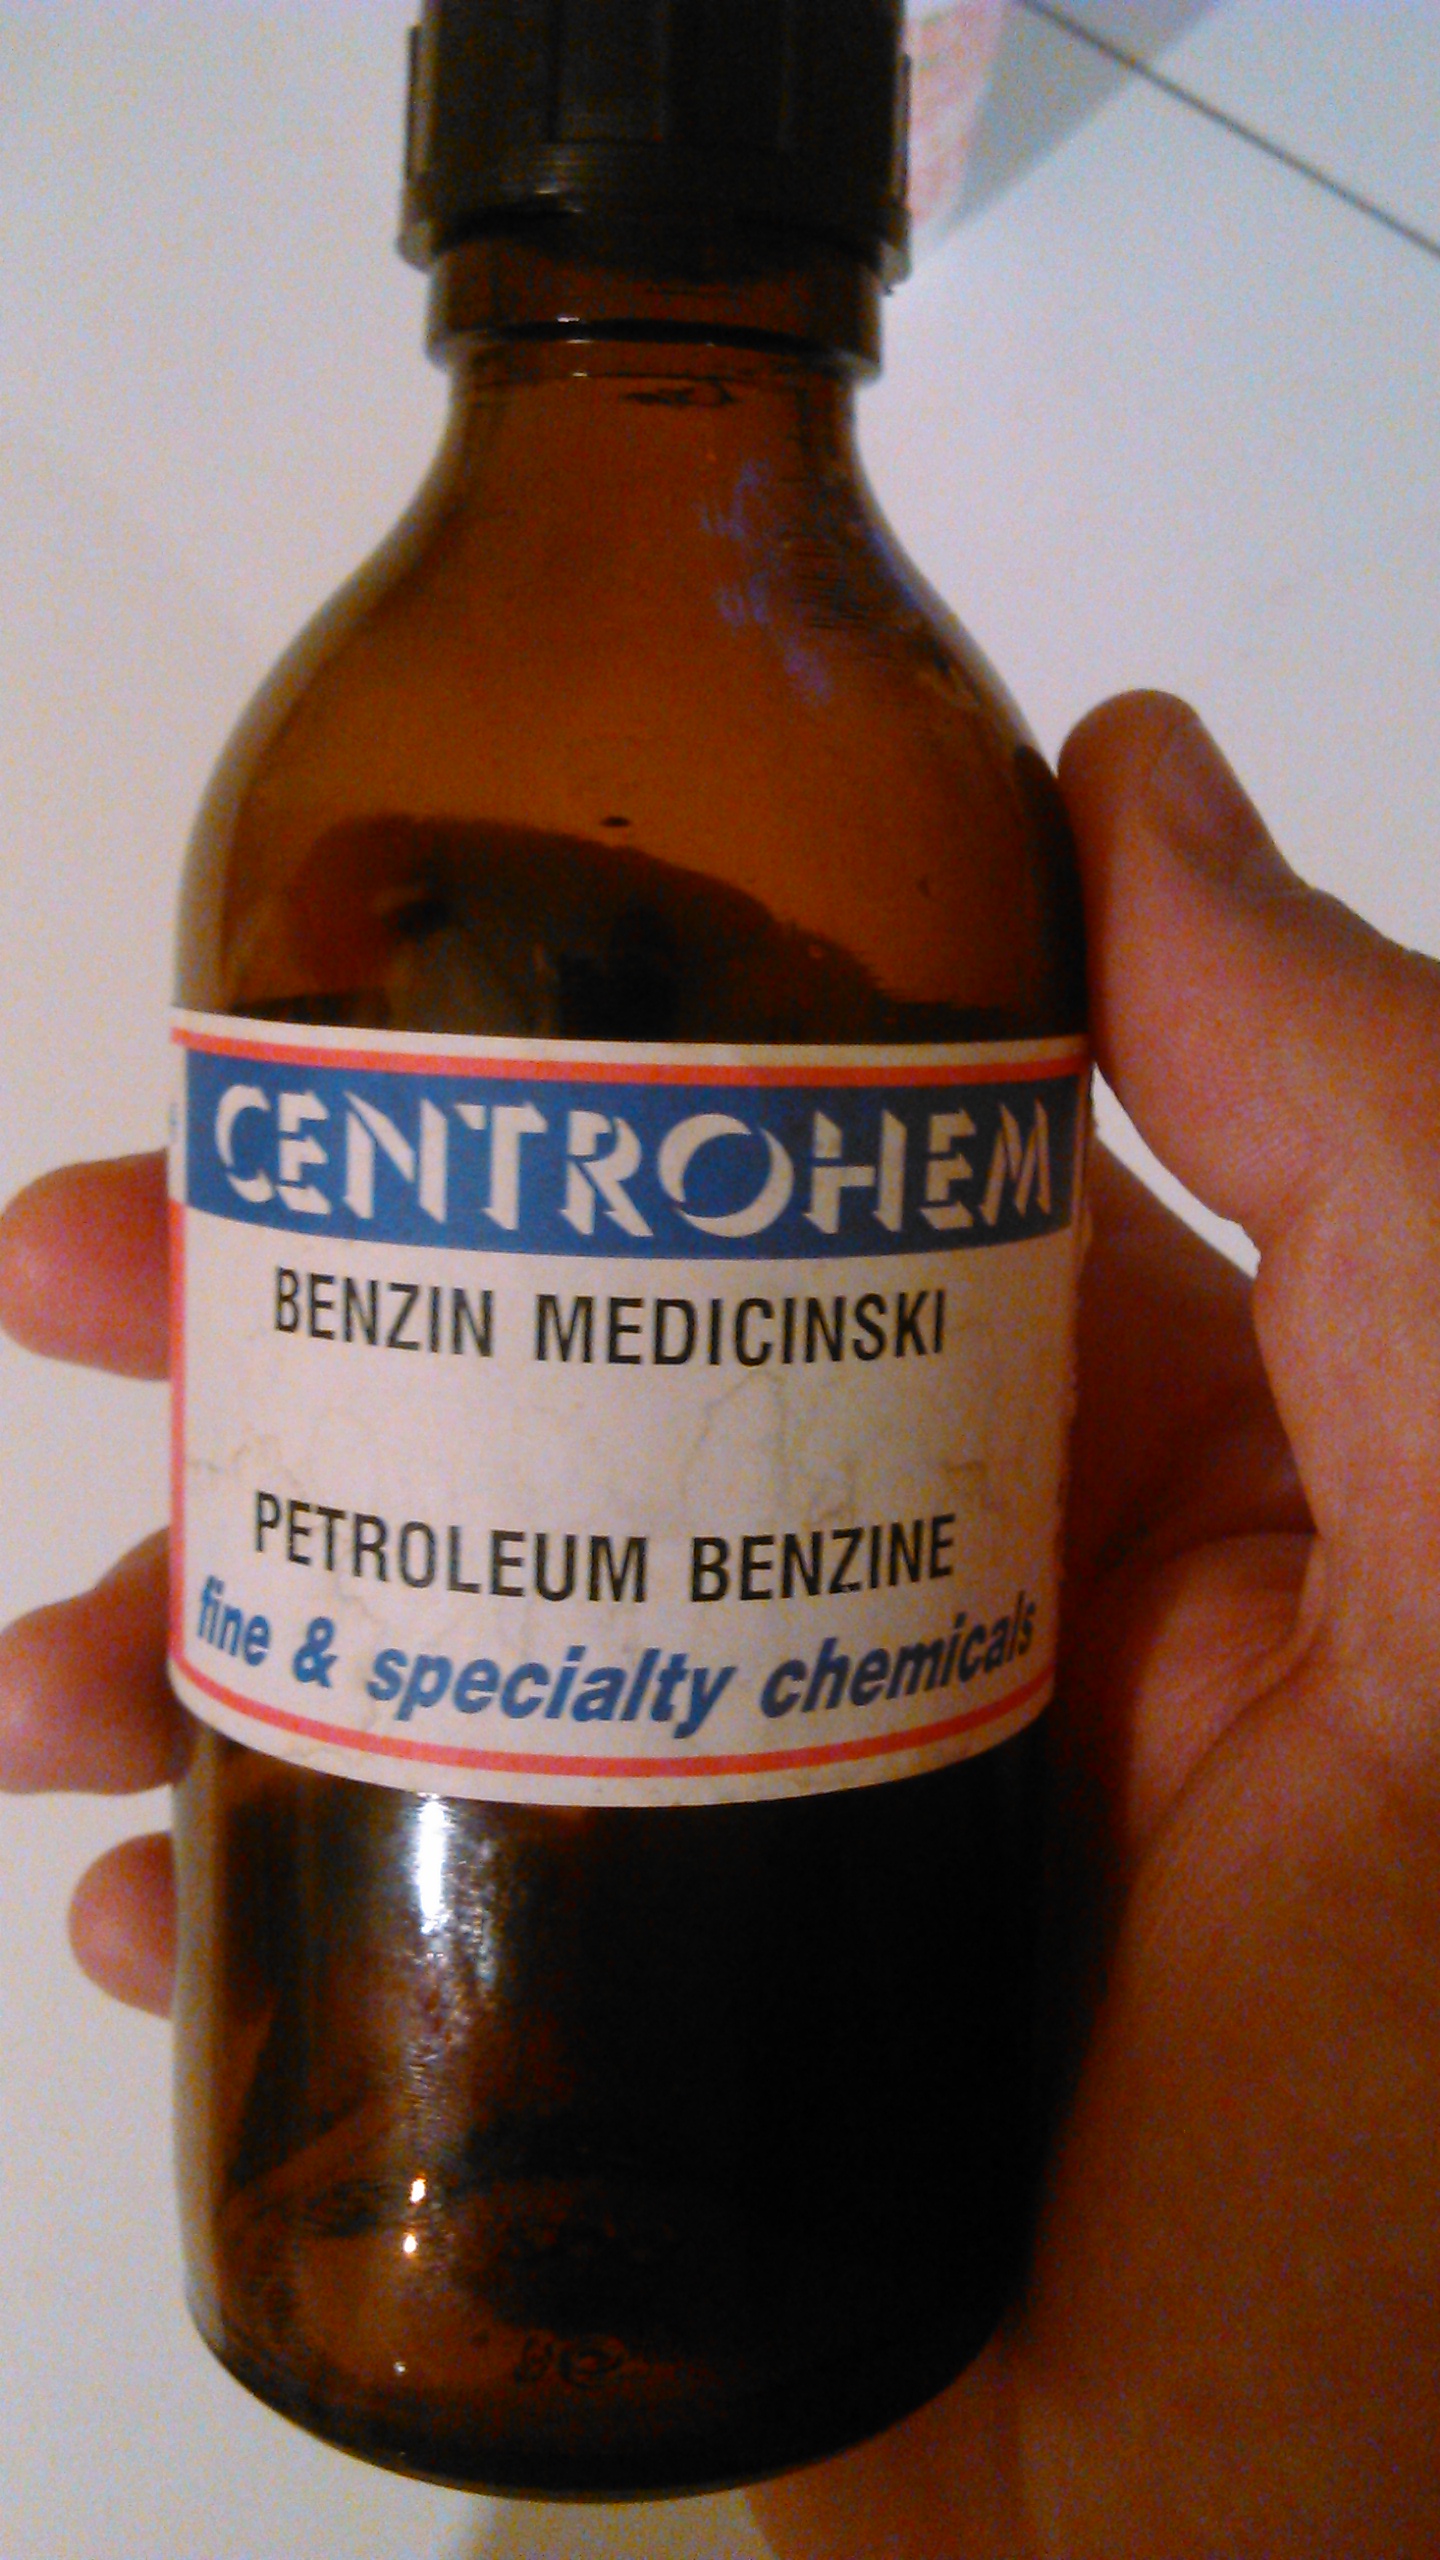 CENTROHEM
BENZIN MEDICINSKI
PETROLEUM BENZINE
fine & specialty chemicals